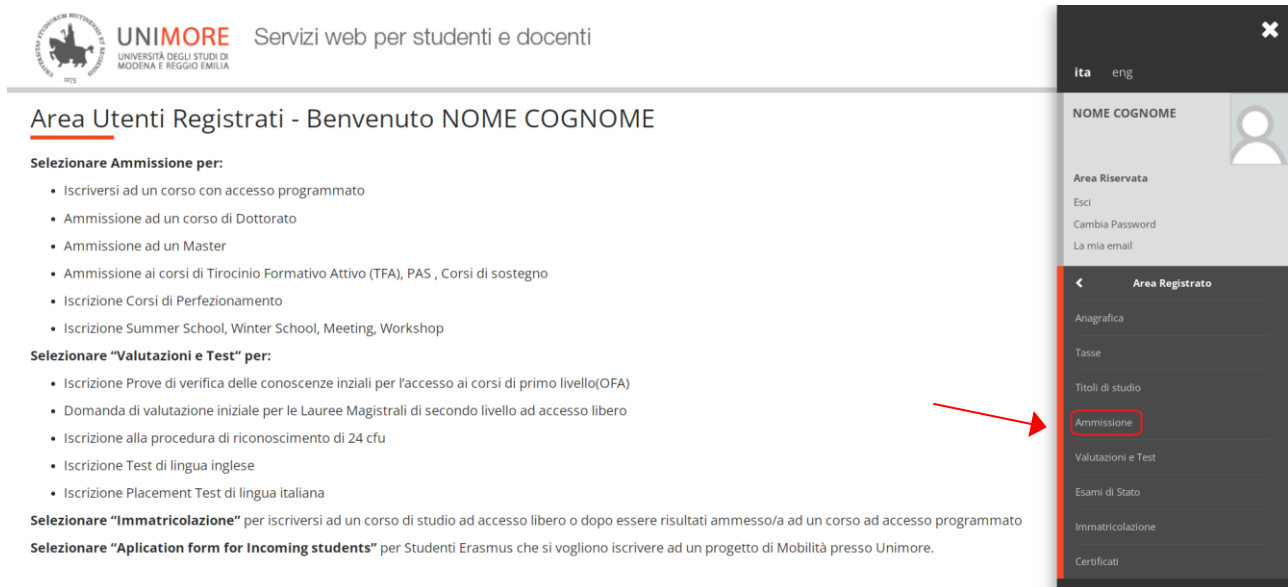 UNIVERSITAS STUDIORUM MUTINENSIS ET REGIENSIS
1175
UNIMORE
UNIVERSITÀ DEGLI STUDI DI
MODENA E REGGIO EMILIA
Servizi web per studenti e docenti
ita eng
Area Utenti Registrati - Benvenuto NOME COGNOME
NOME COGNOME
Selezionare Ammissione per:
• Iscriversi ad un corso con accesso programmato
• Ammissione ad un corso di Dottorato
• Ammissione ad un Master
• Ammissione ai corsi di Tirocinio Formativo Attivo (TFA), PAS , Corsi di sostegno
• Iscrizione Corsi di Perfezionamento
• Iscrizione Summer School, Winter School, Meeting, Workshop
Selezionare “Valutazioni e Test” per:
• Iscrizione Prove di verifica delle conoscenze inziali per l’accesso ai corsi di primo livello(OFA)
• Domanda di valutazione iniziale per le Lauree Magistrali di secondo livello ad accesso libero
• Iscrizione alla procedura di riconoscimento di 24 cfu
• Iscrizione Test di lingua inglese
• Iscrizione Placement Test di lingua italiana
Selezionare “Immatricolazione” per iscriversi ad un corso di studio ad accesso libero o dopo essere risultati ammesso/a ad un corso ad accesso programmato
Selezionare “Aplication form for Incoming students” per Studenti Erasmus che si vogliono iscrivere ad un progetto di Mobilità presso Unimore.
Area Riservata
Esci
Cambia Password
La mia email
Area Registrato
Anagrafica
Tasse
Titoli di studio
Ammissione
Valutazioni e Test
Esami di Stato
Immatricolazione
Certificati